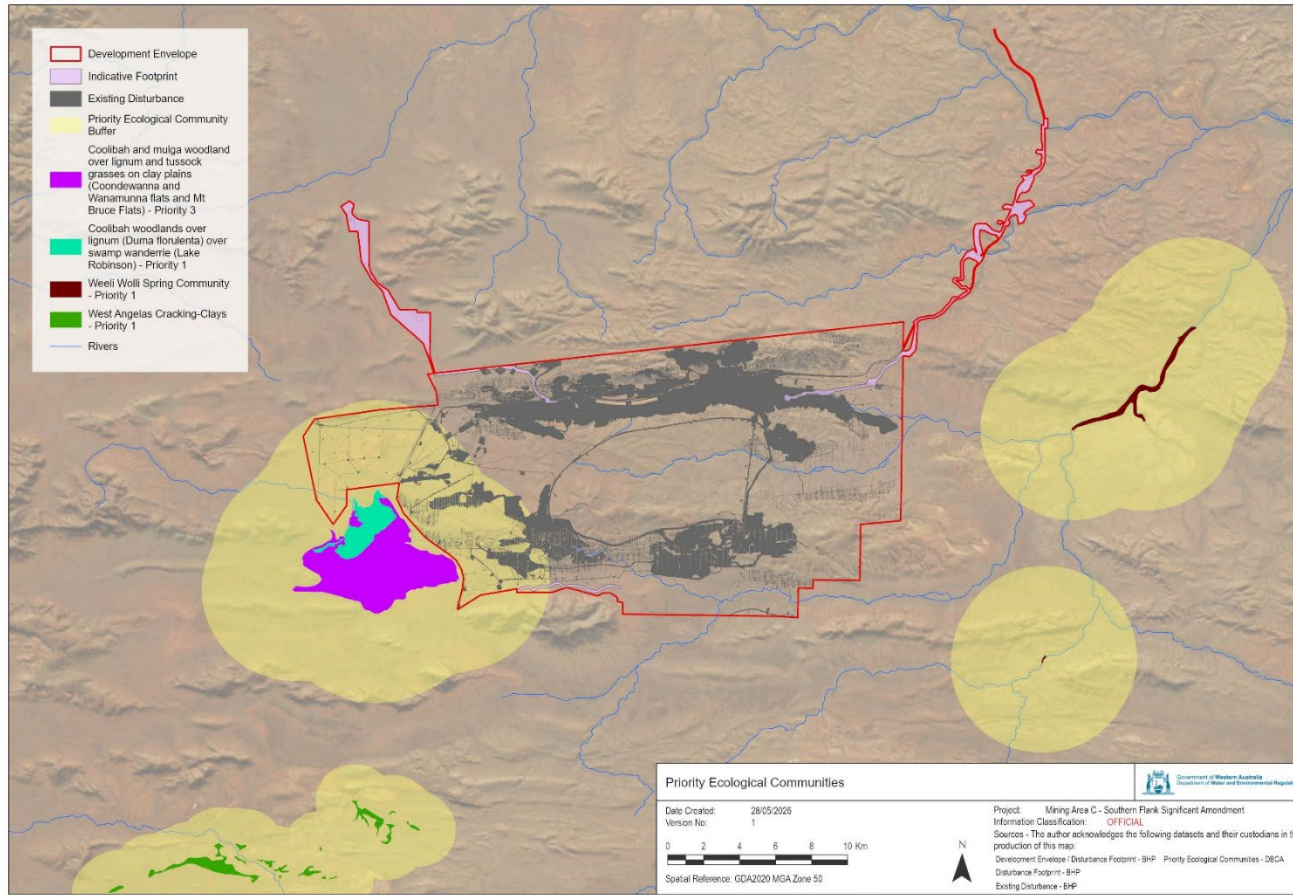 Development Envelope
Indicative Footprint
Existing Disturbance
Priority Ecological Community
Buffer
Coolibah and mulga woodland
over lignum and tussock
grasses on clay plains
(Coondewanna and
Wanamunna flats and Mt
Bruce Flats) - Priority 3
Coolibah woodlands over
lignum (Duma florulenta) over
swamp wanderrie (Lake
Robinson) - Priority 1
Weeli Wolli Spring Community
- Priority 1
West Angelas Cracking-Clays
- Priority 1
Rivers
Priority Ecological Communities
Government of Western Australia
Department of Water and Environmental Regulati
Date Created: 28/05/2026
Version No: 1
0 2 4 6 8 10 Km
Spatial Reference: GDA2020 MGA Zone 50
N
Project: Mining Area C - Southern Flank Significant Amendment
Information Classification: OFFICIAL
Sources - The author acknowledges the following datasets and their custodians in th
production of this map:
Development Envelope / Disturbance Footprint - BHP Priority Ecological Communities - DBCA
Disturbance Footprint - BHP
Existing Disturbance - BHP